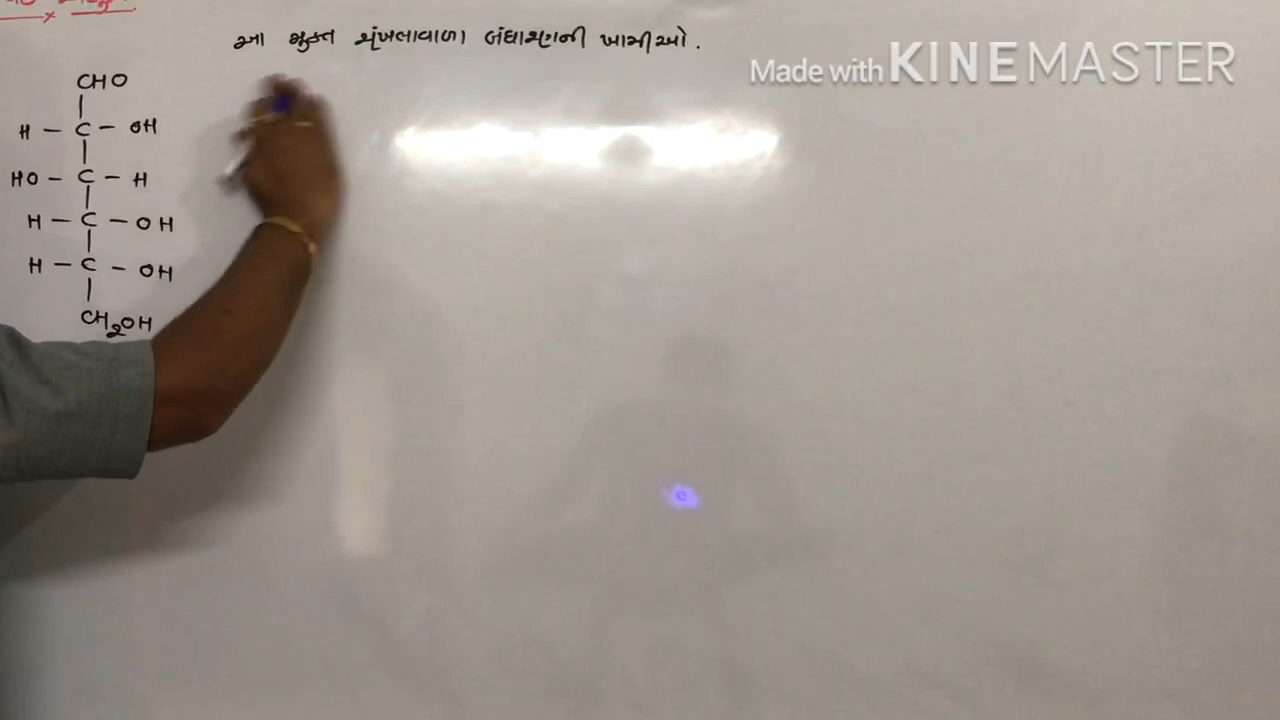 આ મુક્ત શૃંખલાવાળા બંધારણની ખામીઓ.
Made with KINEMASTER
CHO
H – C – OH
HO – C – H
H – C – OH
H – C – OH
CH2OH